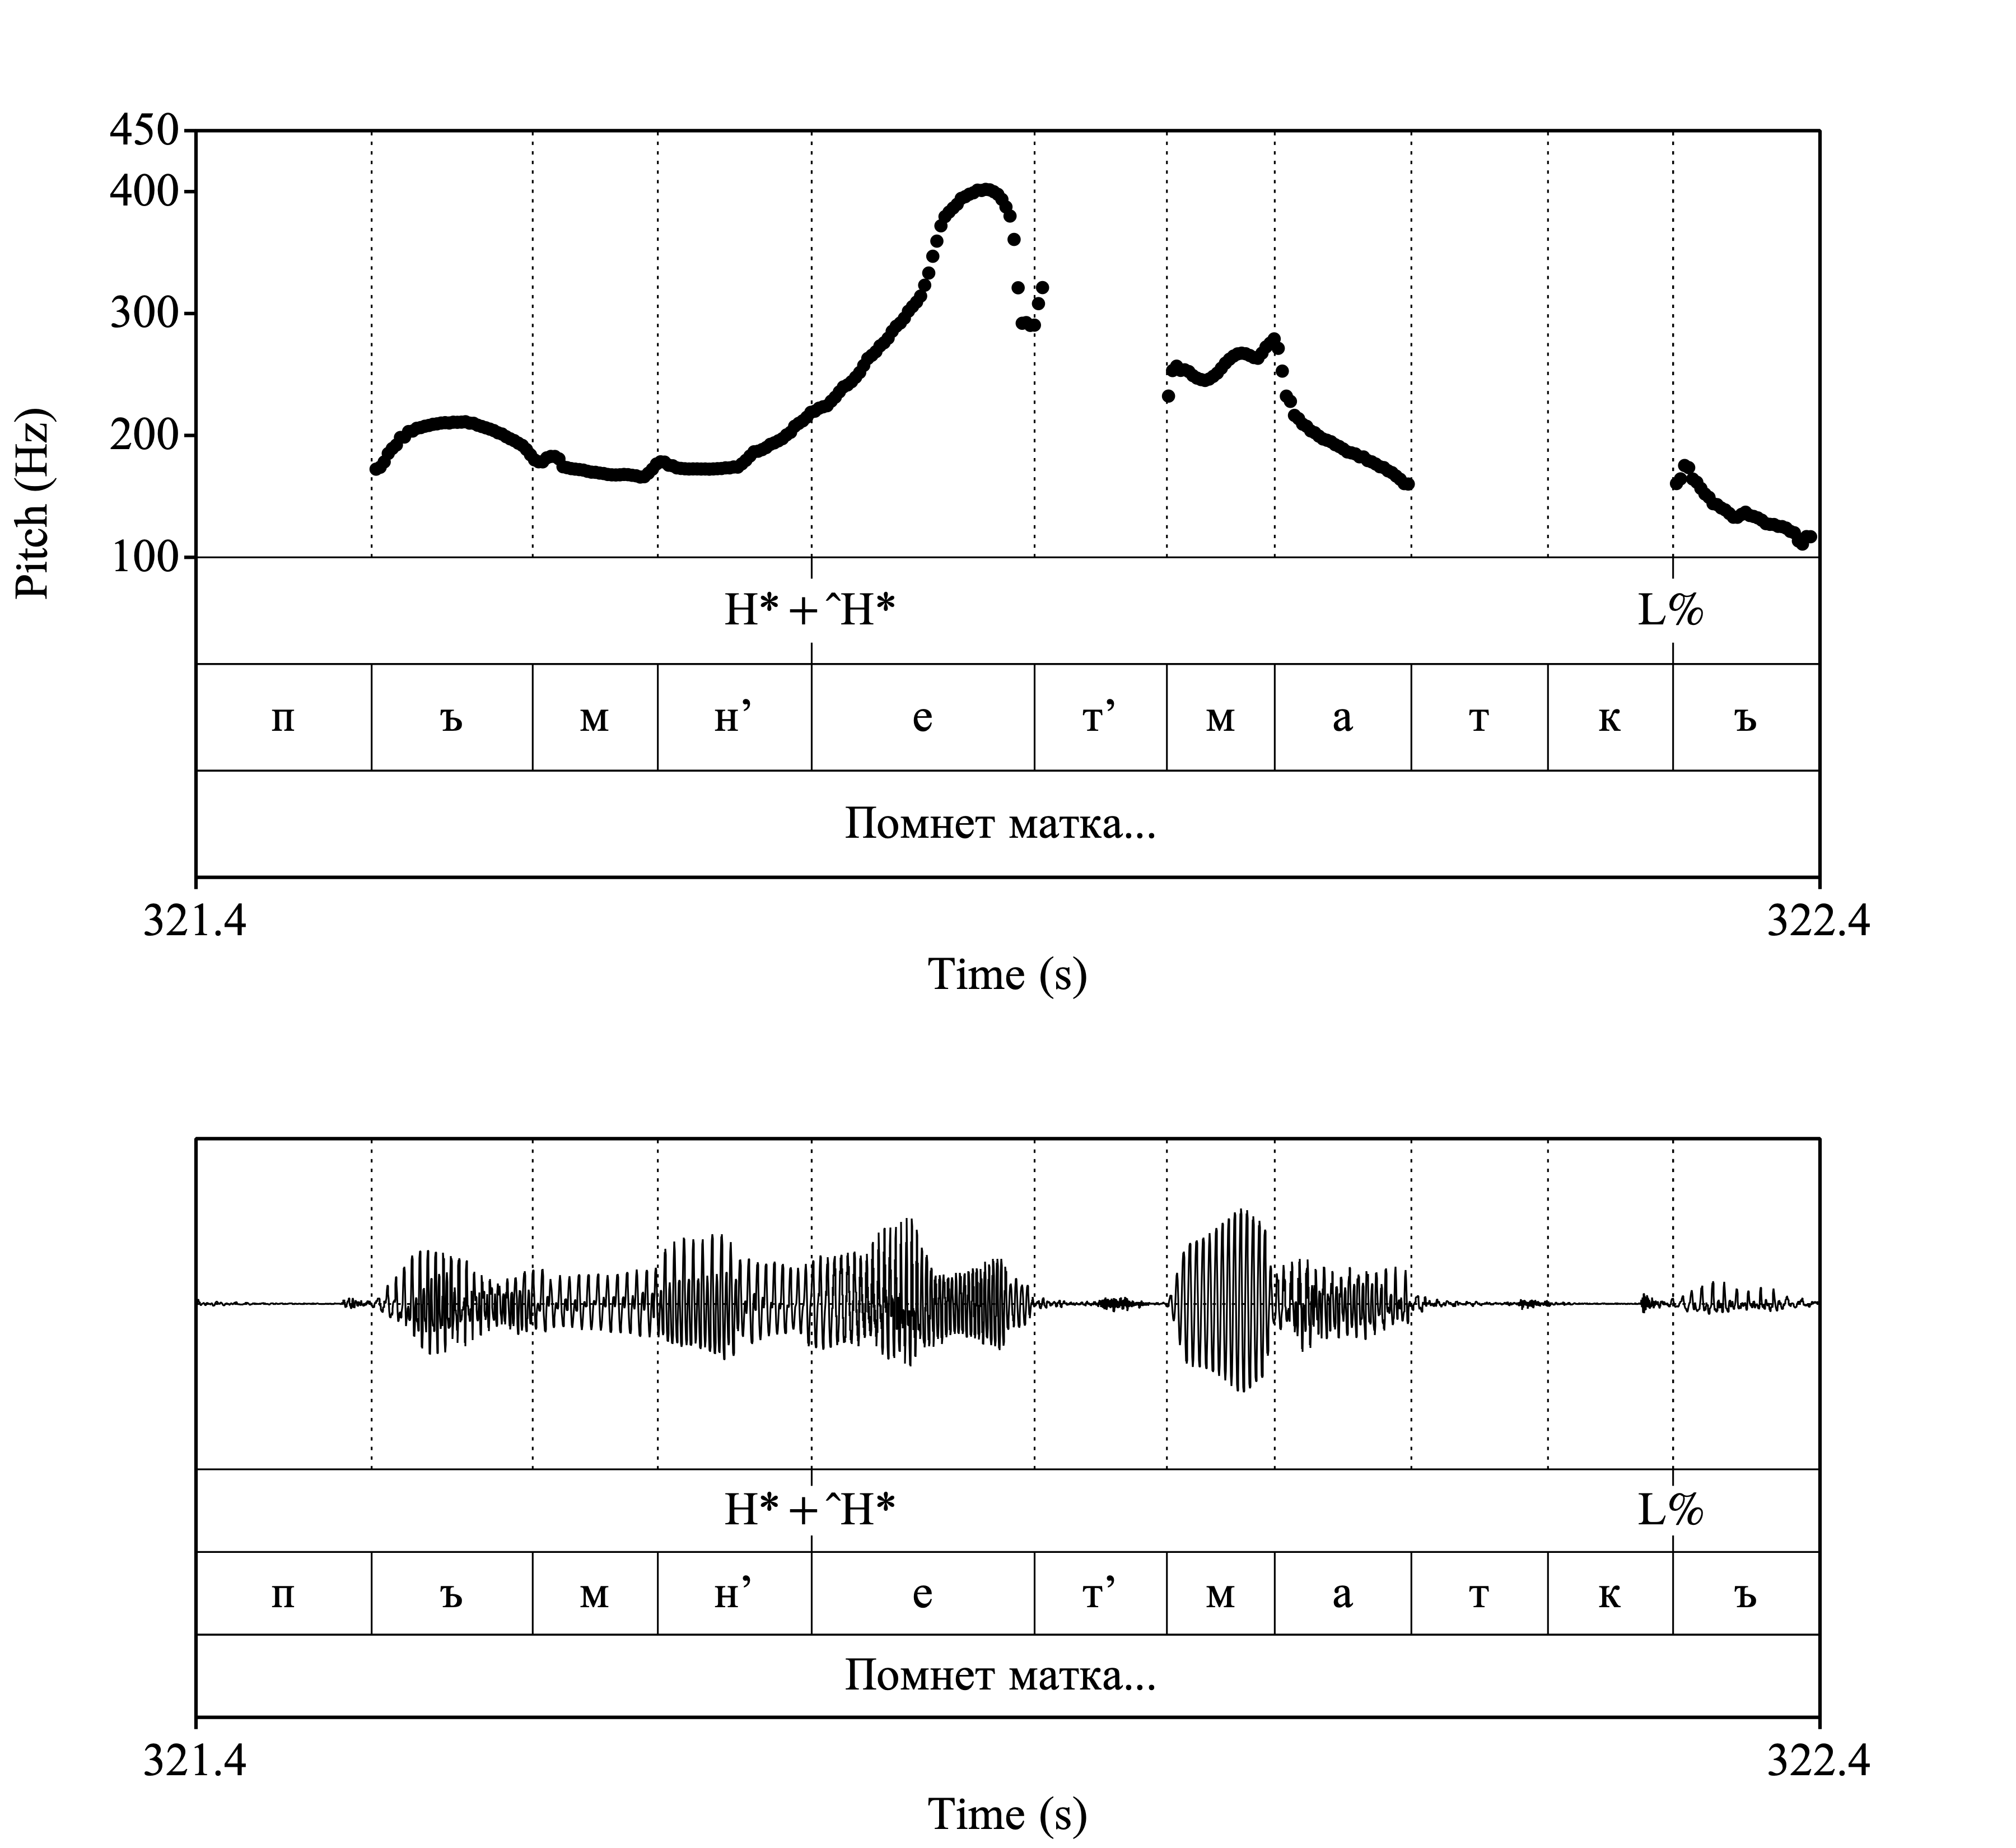 450
400
300
200
100
Pitch (Hz)
H* + ^H* L%
п ъ м н’ е т’ м а т к ъ
Помнет матка...
321.4 322.4
Time (s)
H* + ^H* L%
п ъ м н’ е т’ м а т к ъ
Помнет матка...
321.4 322.4
Time (s)